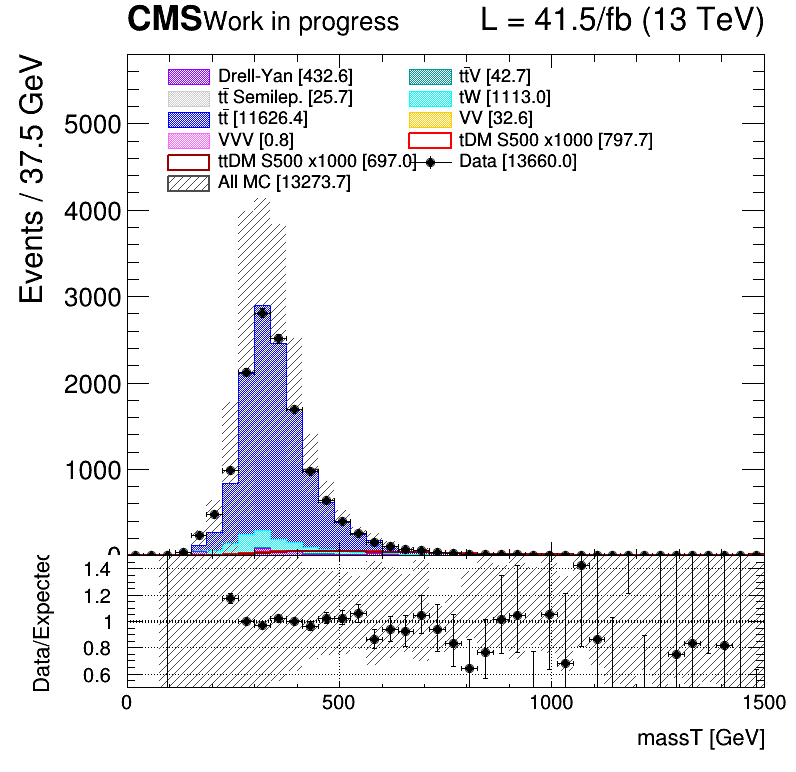 CMS Work in progress L = 41.5/fb (13 TeV)
Events / 37.5 GeV
Drell-Yan [432.6] tt̄V [42.7]
tt̄ Semilep. [25.7] tW [1113.0]
tt̄ [11626.4] VV [32.6]
VVV [0.8] tDM S500 x1000 [797.7]
ttDM S500 x1000 [697.0] Data [13660.0]
All MC [13273.7]
5000
4000
3000
2000
1000
0
Data/Expected
1.4
1.2
1
0.8
0.6
0 500 1000 1500
massT [GeV]